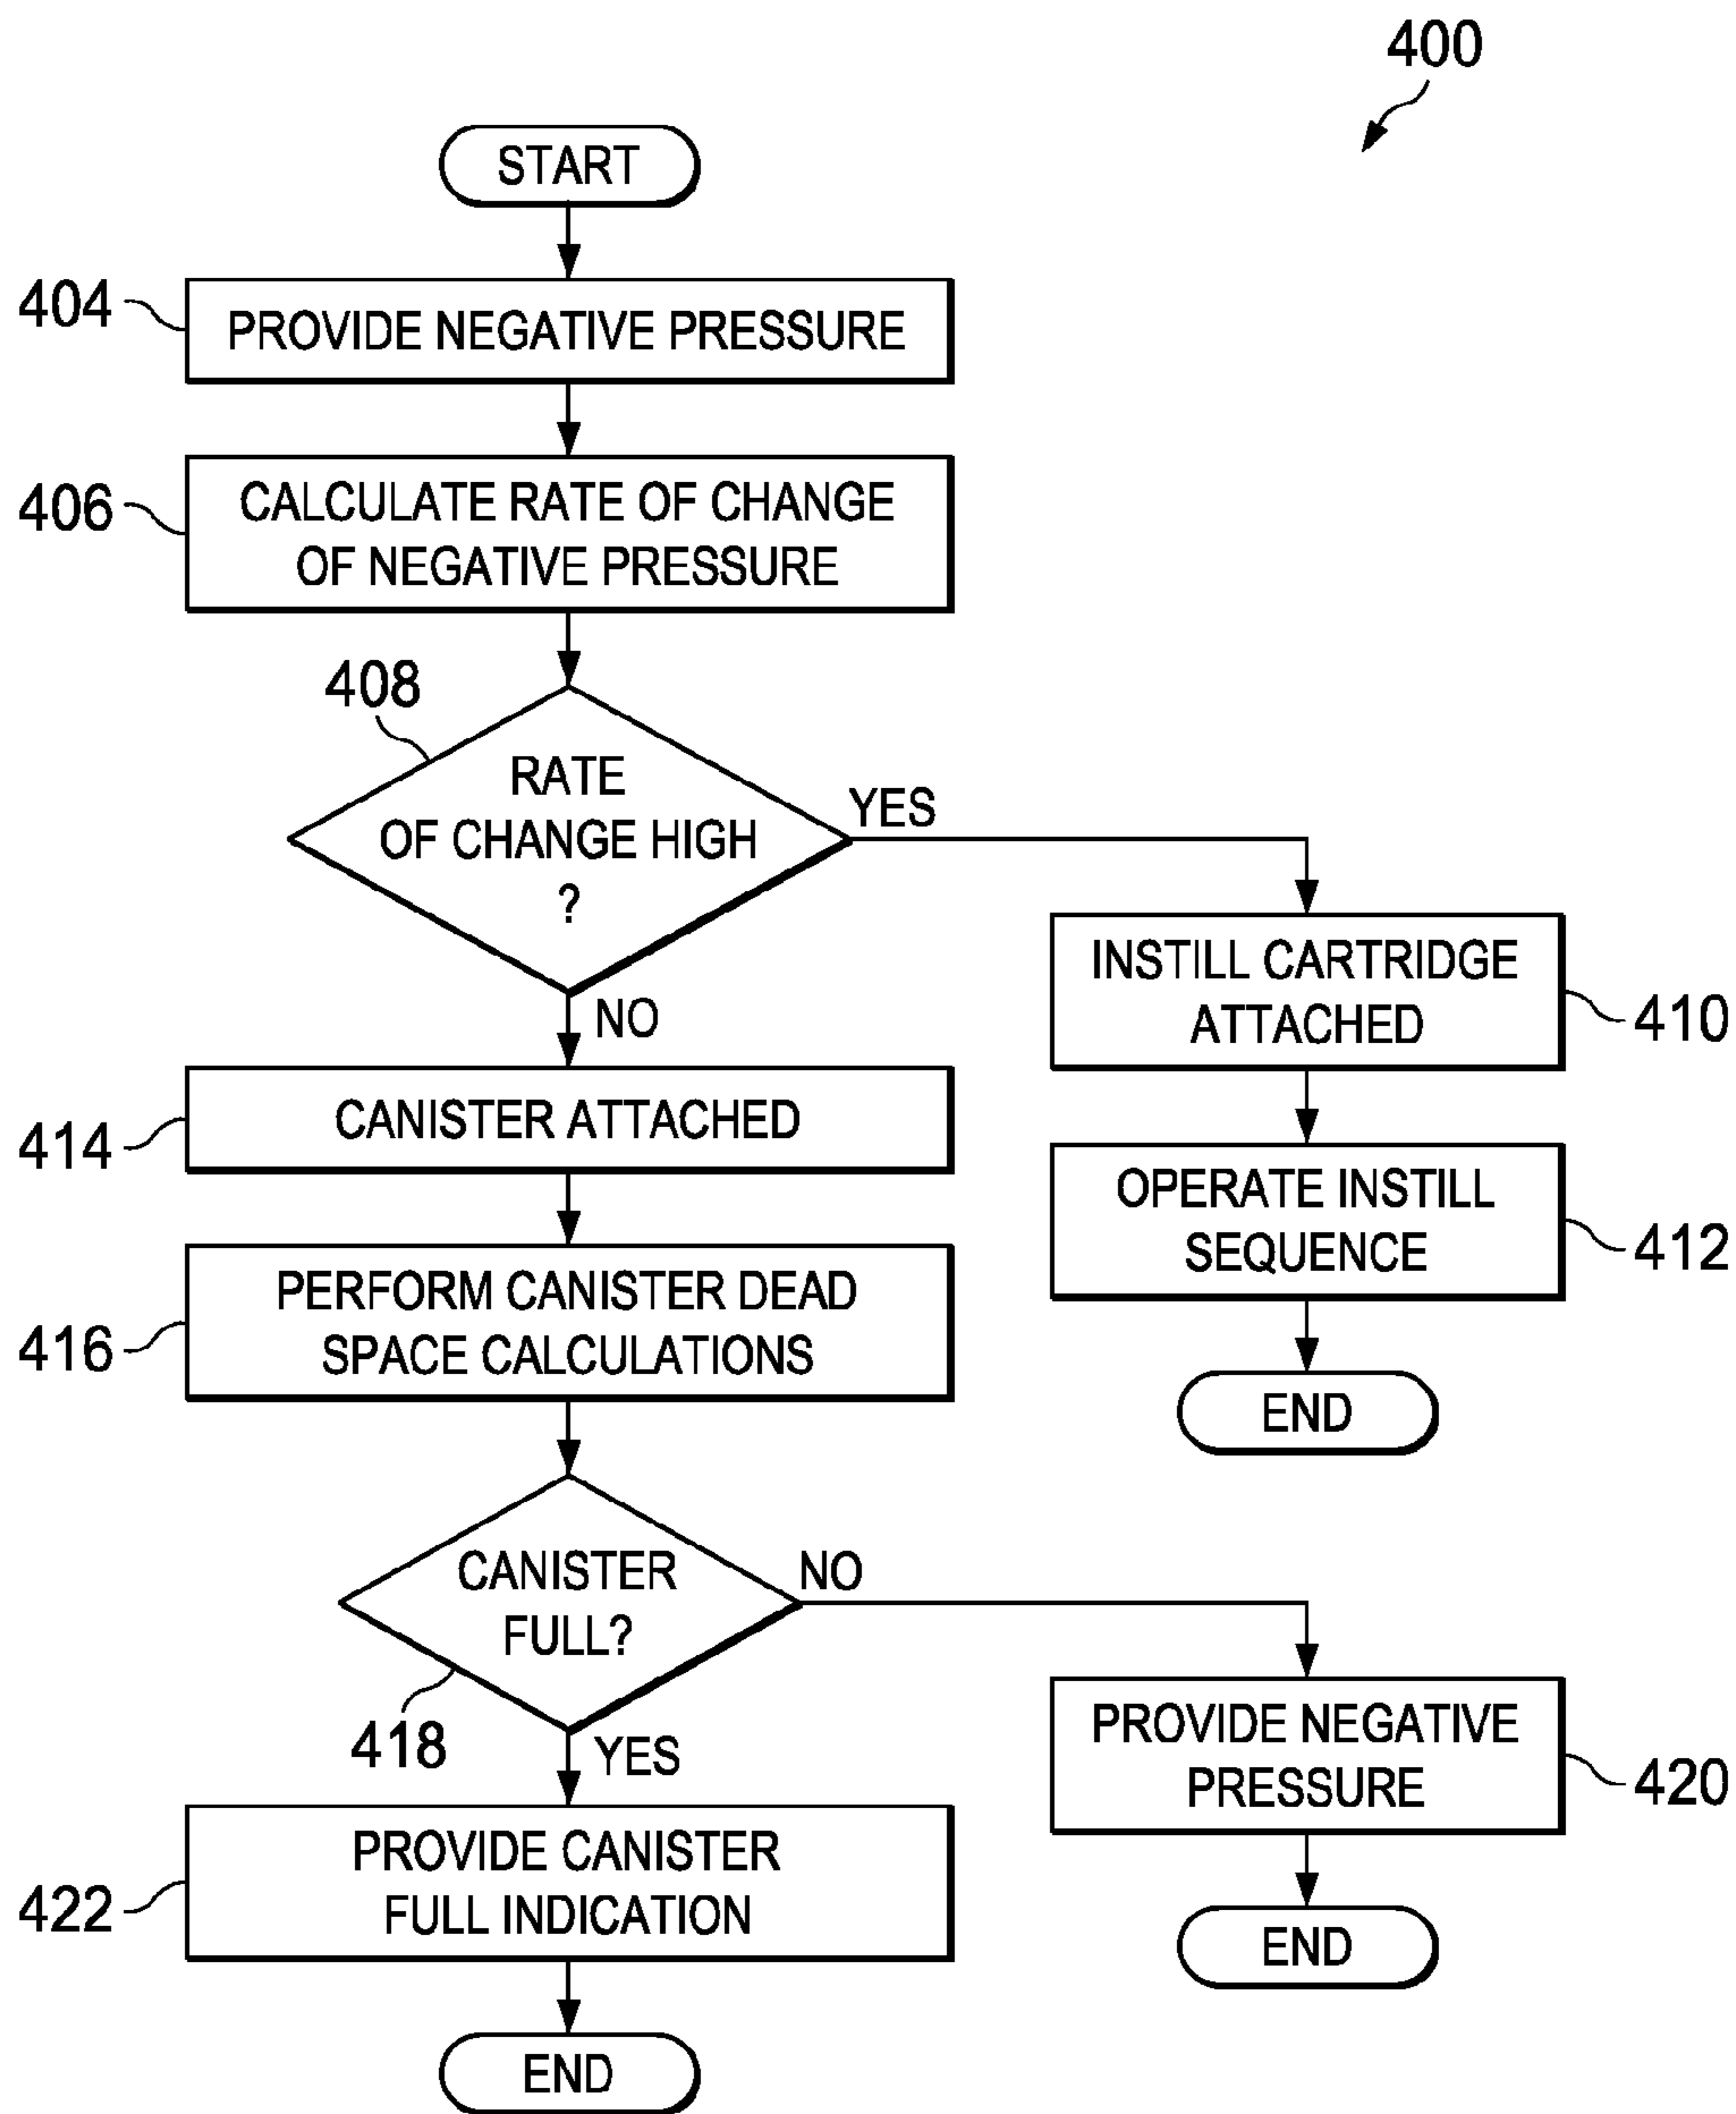 400
START
404
PROVIDE NEGATIVE PRESSURE
406
CALCULATE RATE OF CHANGE
OF NEGATIVE PRESSURE
408
RATE
OF CHANGE HIGH
?
YES
NO
INSTILL CARTRIDGE
ATTACHED
410
OPERATE INSTILL
SEQUENCE
412
END
414
CANISTER ATTACHED
416
PERFORM CANISTER DEAD
SPACE CALCULATIONS
CANISTER
FULL?
418
NO
YES
PROVIDE NEGATIVE
PRESSURE
420
END
422
PROVIDE CANISTER
FULL INDICATION
END